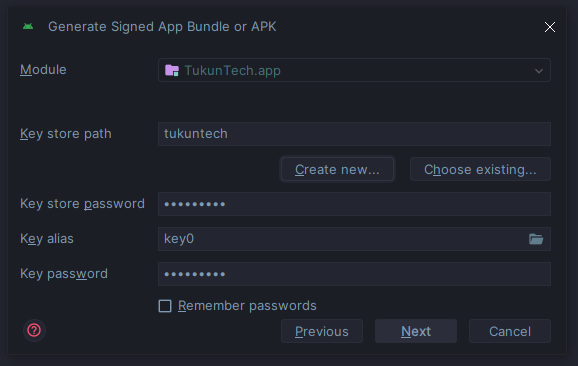 Generate Signed App Bundle or APK
Module
TukunTech.app
Key store path
tukuntech
Create new...
Choose existing...
Key store password
•••••••••
Key alias
key0
Key password
•••••••••
Remember passwords
?
Previous
Next
Cancel